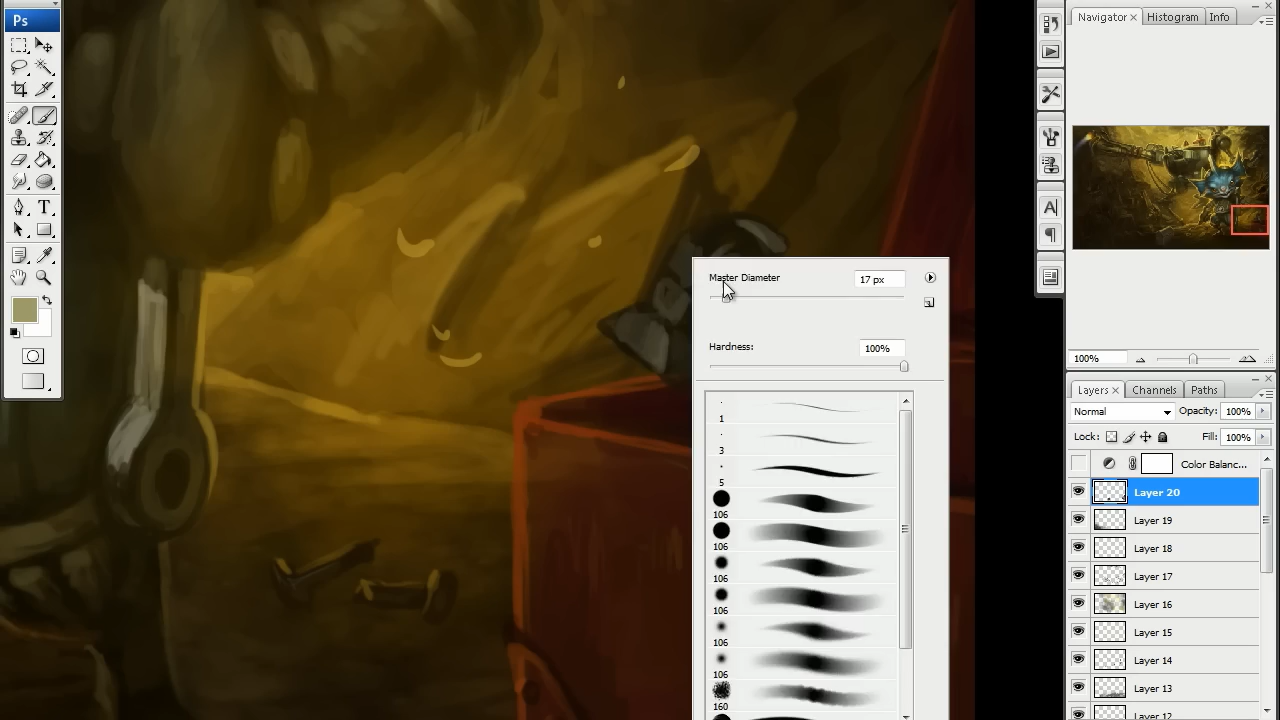 Ps
Navigator × Histogram Info
T
A
100%
Master Diameter 17 px
Hardness: 100%
1
3
5
106
106
106
106
106
106
160
Layers × Channels Paths
Normal Opacity: 100%
Lock: Fill: 100%
Color Balanc...
Layer 20
Layer 19
Layer 18
Layer 17
Layer 16
Layer 15
Layer 14
Layer 13
Layer 12